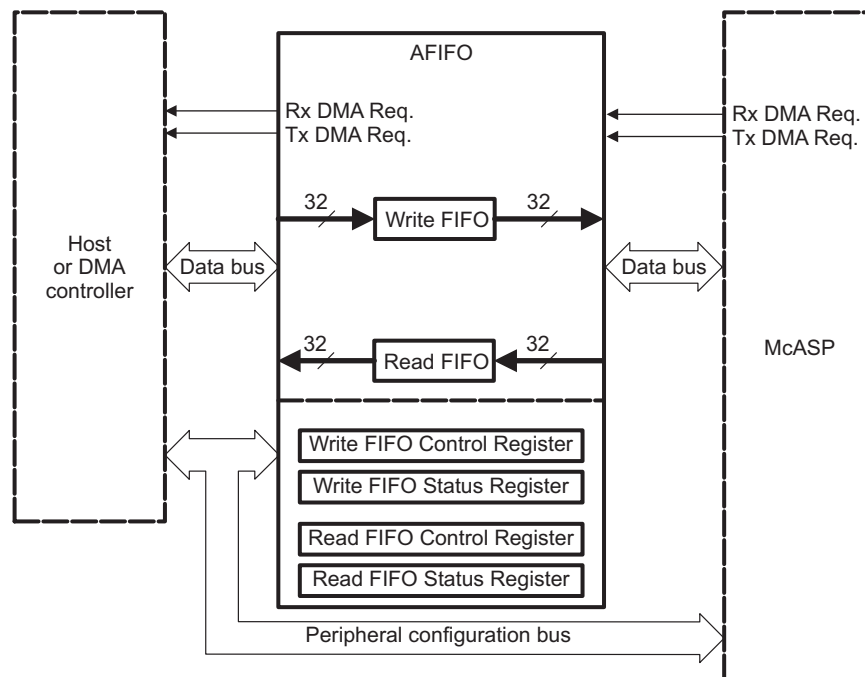 AFIFO
Rx DMA Req.
Tx DMA Req.
Rx DMA Req.
Tx DMA Req.
32
32
Write FIFO
Host
or DMA
controller
Data bus
Data bus
32
32
Read FIFO
McASP
Write FIFO Control Register
Write FIFO Status Register
Read FIFO Control Register
Read FIFO Status Register
Peripheral configuration bus